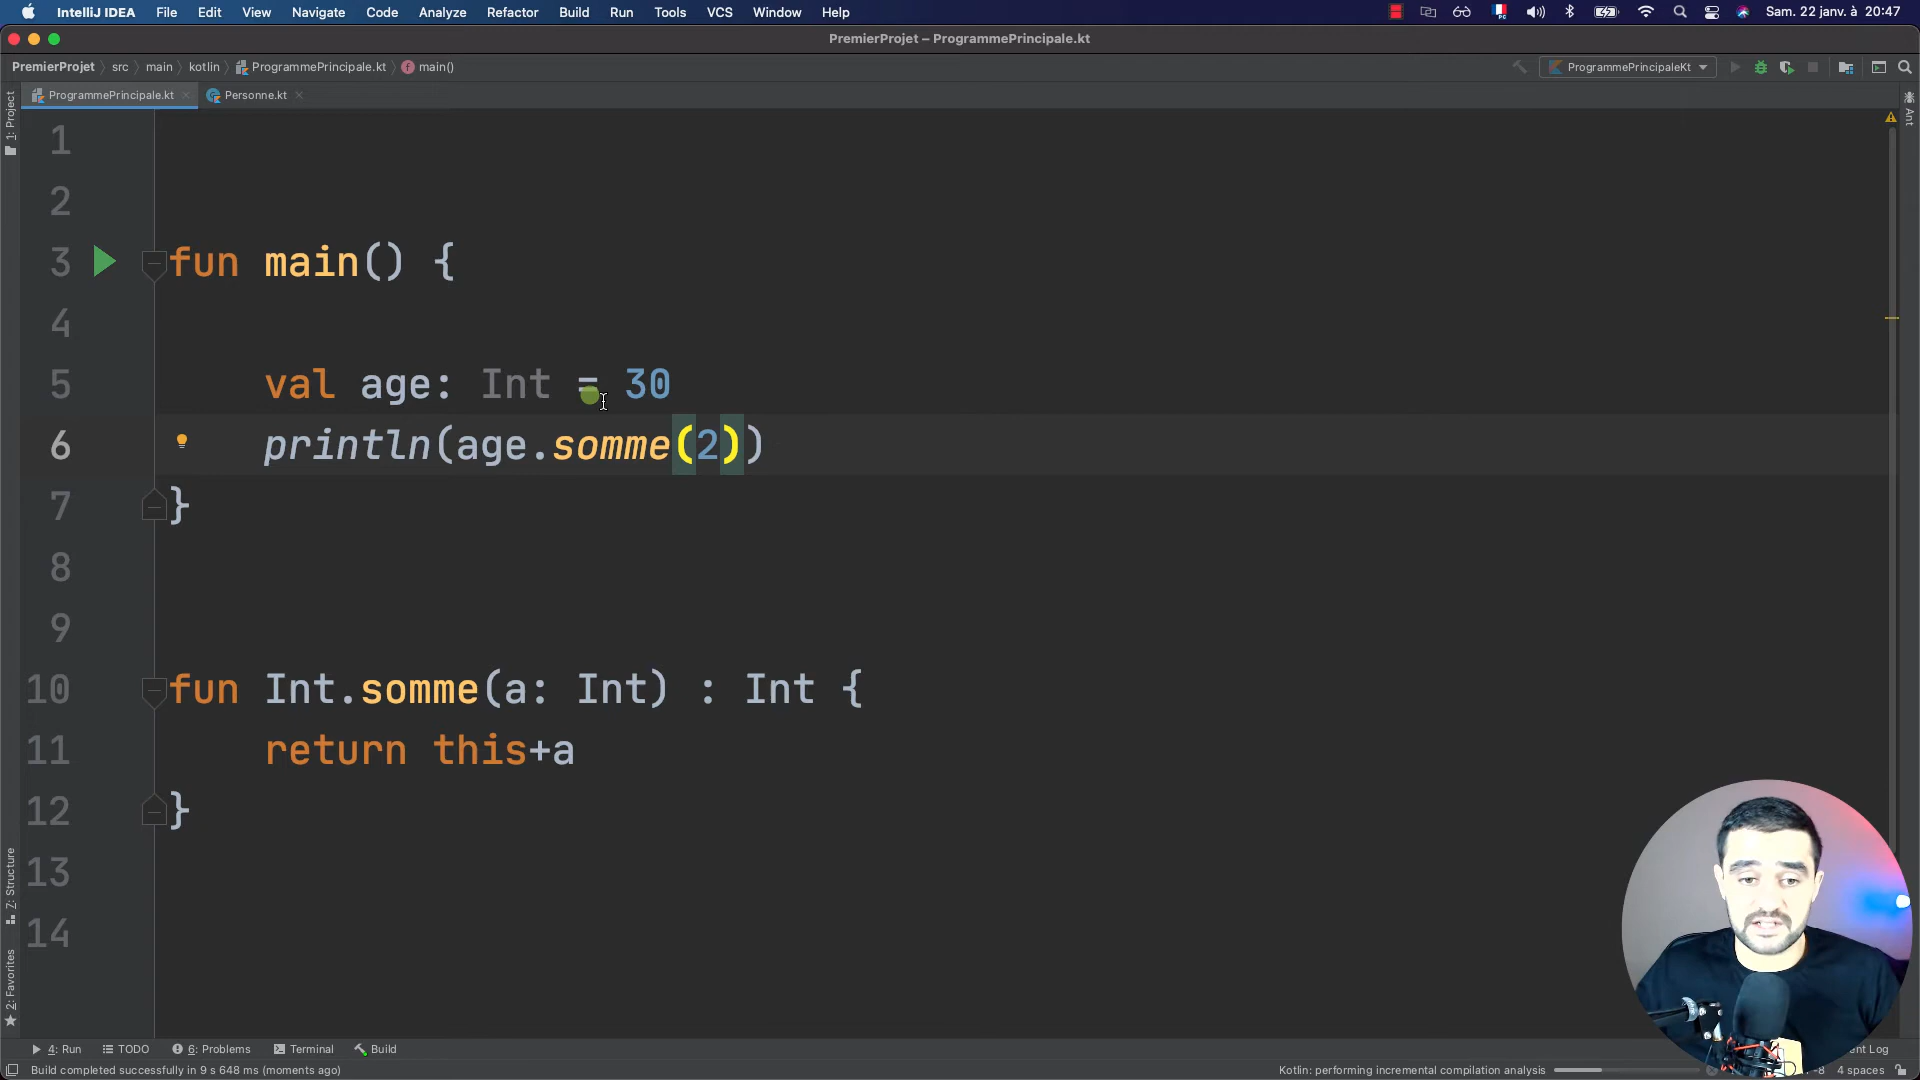 IntelliJ IDEA File Edit View Navigate Code Analyze Refactor Build Run Tools VCS Window Help Sam. 22 janv. à 20:47
PremierProjet – ProgrammePrincipale.kt
PremierProjet src main kotlin ProgrammePrincipale.kt main() ProgrammePrincipaleKt
ProgrammePrincipale.kt Personne.kt
1: Project
Ant
1
2
3 fun main() {
4
5 val age: Int = 30
6 println(age.somme(2))
7 }
8
9
10 fun Int.somme(a: Int) : Int {
11 return this+a
12 }
13
14
Z: Structure
2: Favorites
4: Run TODO 6: Problems Terminal Build ent Log
Build completed successfully in 9 s 648 ms (moments ago) Kotlin: performing incremental compilation analysis -8 4 spaces